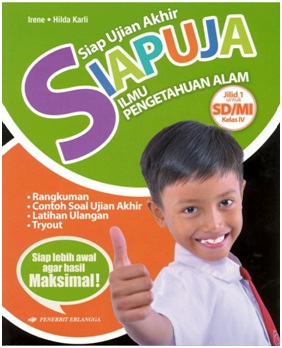 Irene • Hilda Karli
Siap Ujian Akhir
SIAPUJA
ILMU
PENGETAHUAN ALAM
Jilid 1
untuk
SD/MI
Kelas IV
• Rangkuman
• Contoh Soal Ujian Akhir
• Latihan Ulangan
• Tryout
Siap lebih awal
agar hasil
Maksimal!
PENERBIT ERLANGGA